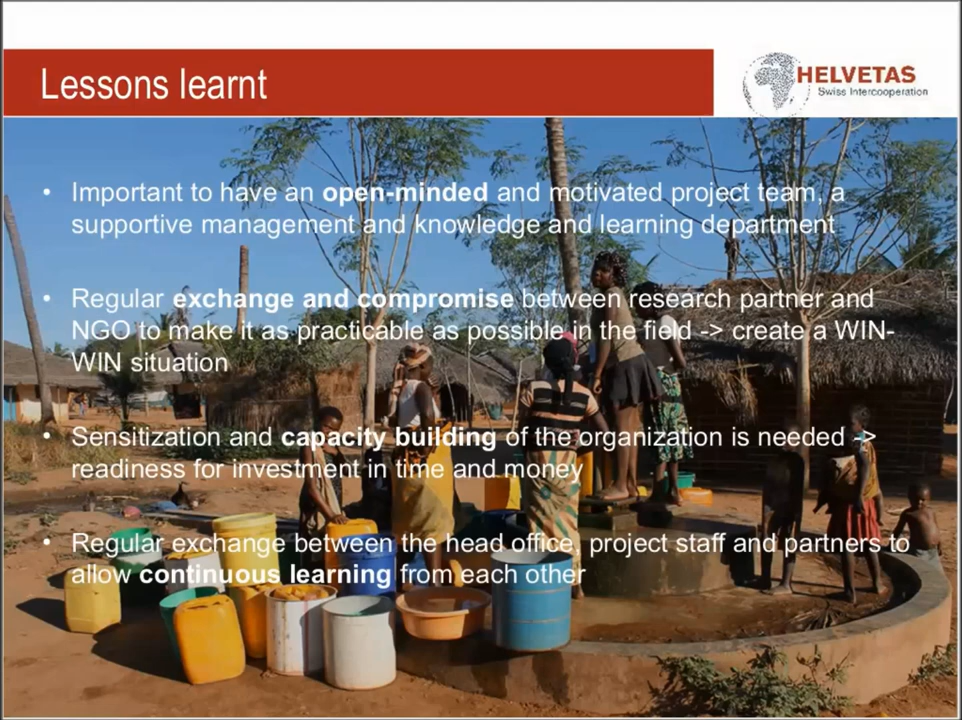 Lessons learnt
HELVETAS
Swiss Intercooperation
• Important to have an open-minded and motivated project team, a
supportive management and knowledge and learning department
• Regular exchange and compromise between research partner and
NGO to make it as practicable as possible in the field -> create a WIN-
WIN situation
• Sensitization and capacity building of the organization is needed ->
readiness for investment in time and money
• Regular exchange between the head office, project staff and partners to
allow continuous learning from each other